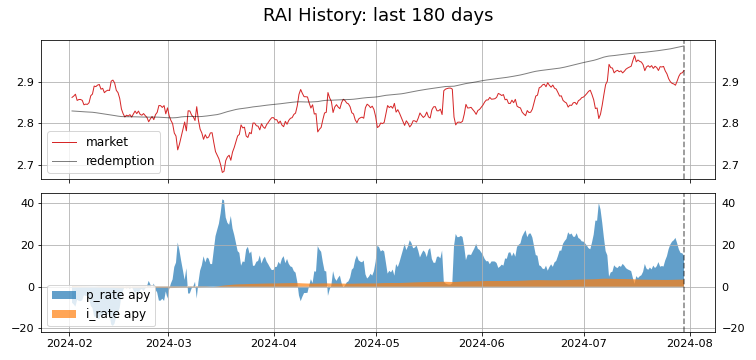 RAI History: last 180 days
2.9 2.9
2.8 2.8
2.7 2.7
market
redemption
40 40
20 20
0 0
−20 −20
p_rate apy
i_rate apy
2024-02 2024-03 2024-04 2024-05 2024-06 2024-07 2024-08